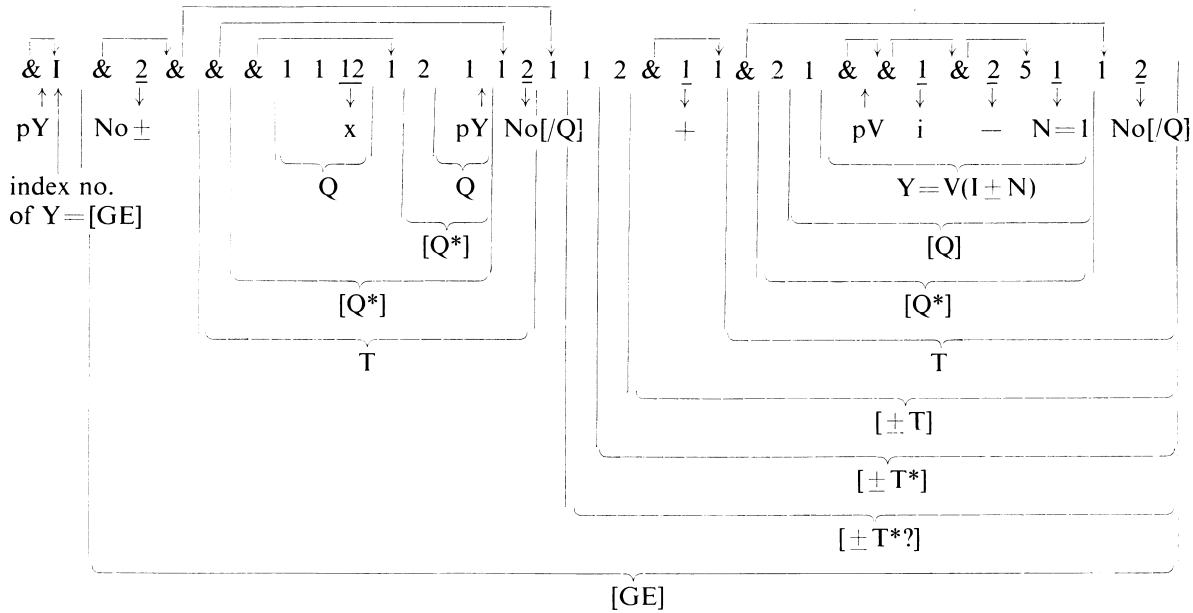 & 1 & 2 & & & 1 1 12 1 2 1 1 2 1 1 2 & 1 1 & 2 1 & & 1 & 2 5 1 1 2
pY No ± x pY No[/Q] + pV i − N=1 No[/Q]
index no. Q Q Y=V(I±N)
of Y=[GE]
[Q*] [Q]
[Q*] [Q*]
T T
[±T]
[±T*]
[±T*?]
[GE]